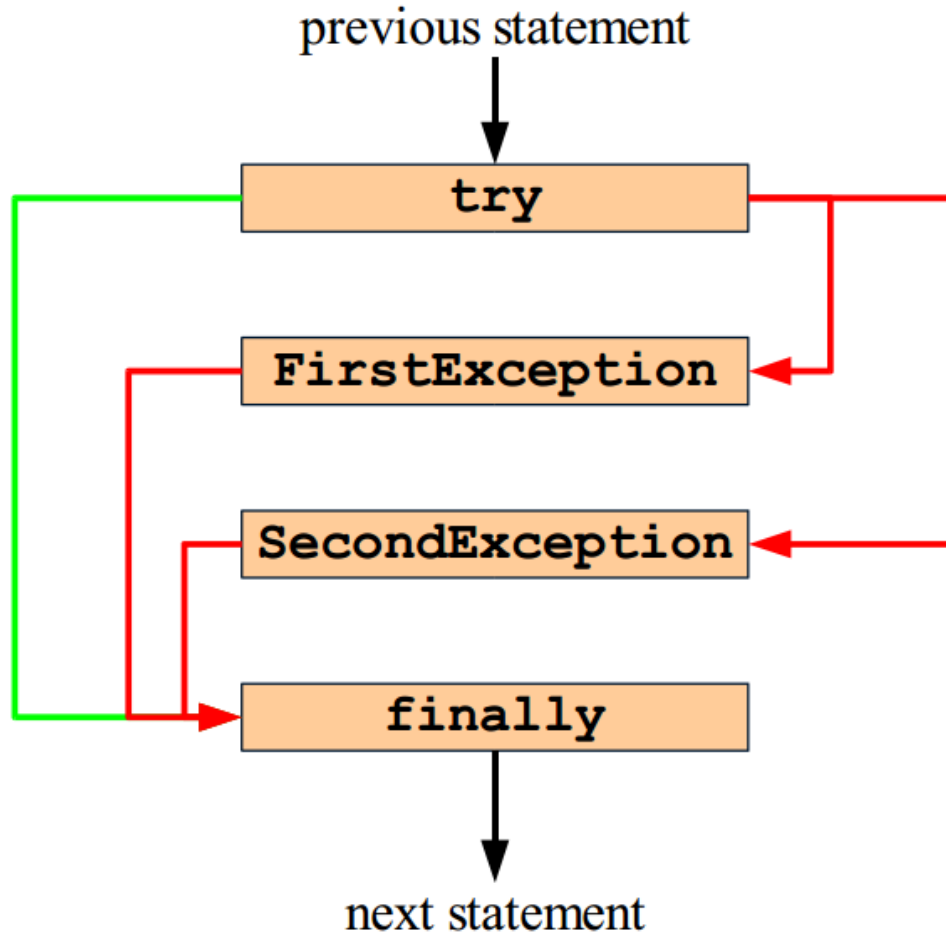 previous statement
try
FirstException
SecondException
finally
next statement